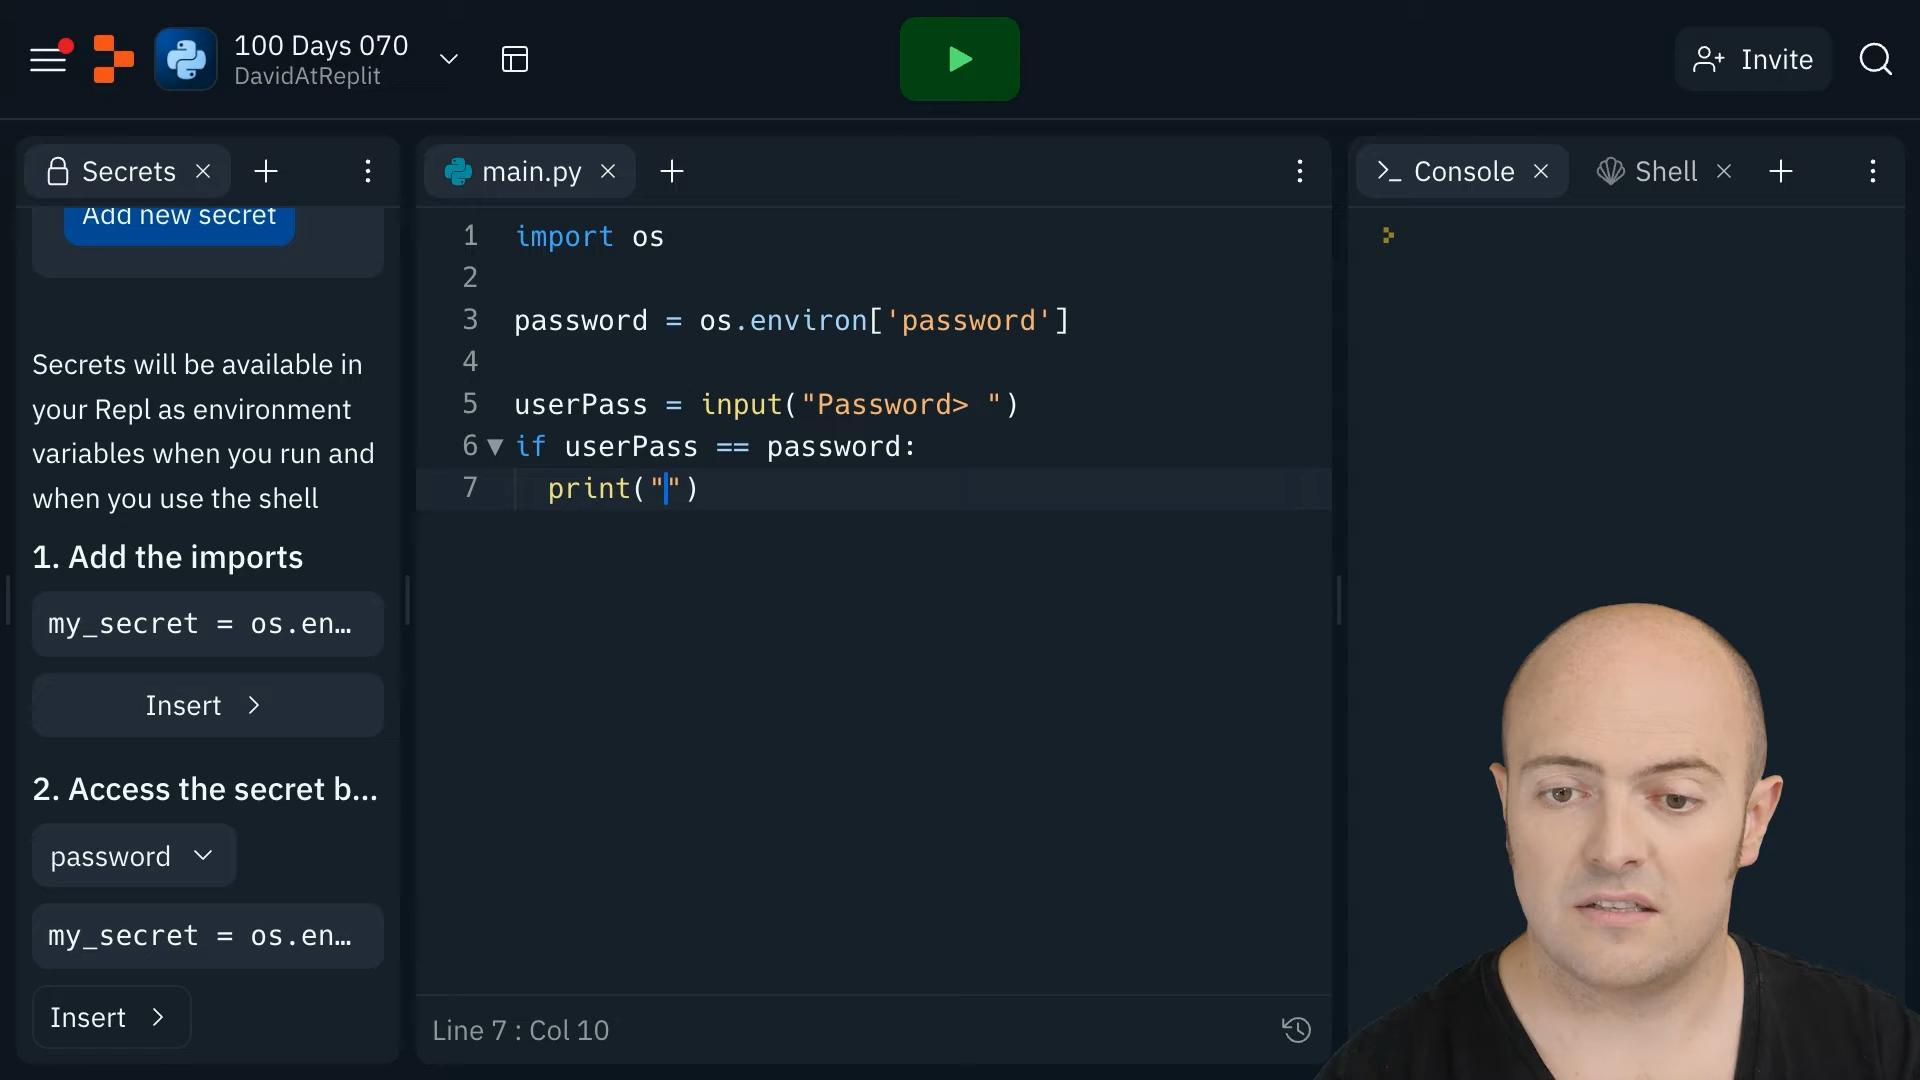 100 Days 070
DavidAtReplit
Invite
Secrets
Add new secret
Secrets will be available in
your Repl as environment
variables when you run and
when you use the shell
1. Add the imports
my_secret = os.en…
Insert
2. Access the secret b...
password
my_secret = os.en…
Insert
main.py
1 import os
2
3 password = os.environ['password']
4
5 userPass = input("Password> ")
6 if userPass == password:
7 print("")
Line 7 : Col 10
Console
Shell